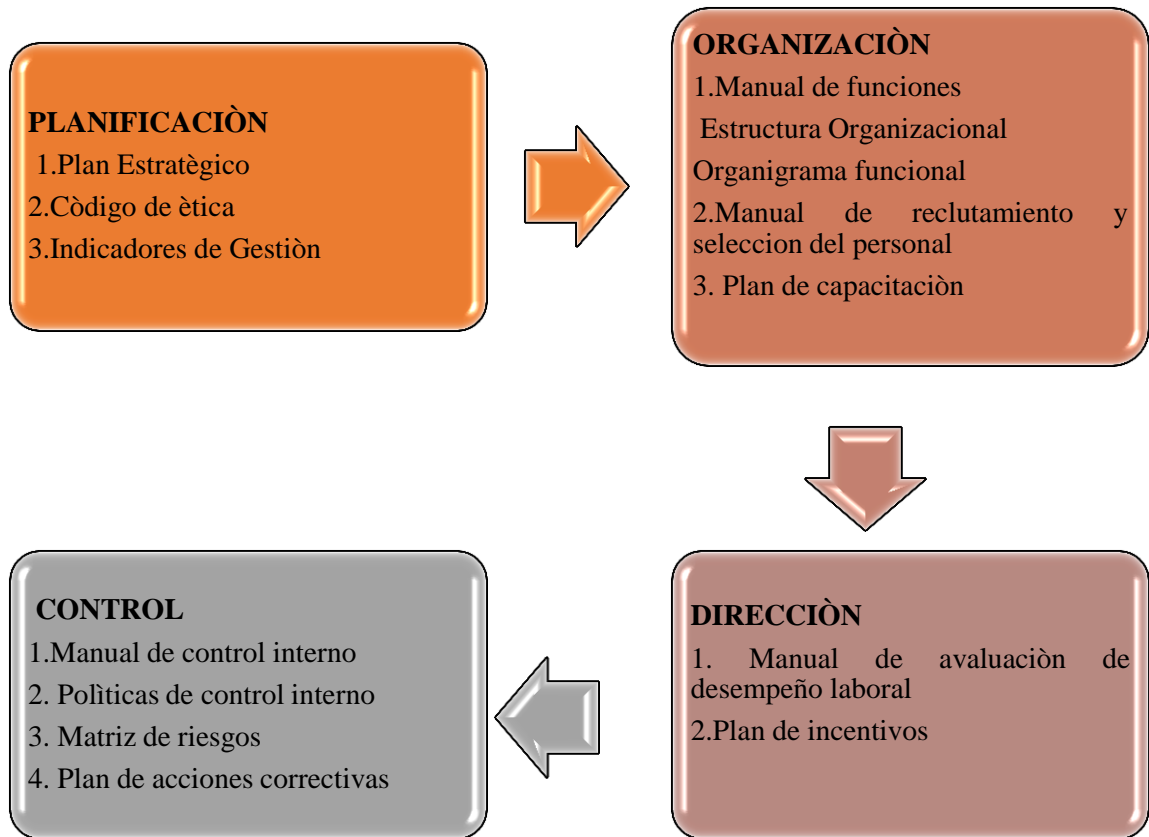 PLANIFICACIÒN
1.Plan Estratègico
2.Còdigo de ètica
3.Indicadores de Gestiòn
ORGANIZACIÒN
1.Manual de funciones
Estructura Organizacional
Organigrama funcional
2.Manual de reclutamiento y
seleccion del personal
3. Plan de capacitaciòn
DIRECCIÒN
1. Manual de avaluaciòn de
desempeño laboral
2.Plan de incentivos
CONTROL
1.Manual de control interno
2. Polìticas de control interno
3. Matriz de riesgos
4. Plan de acciones correctivas